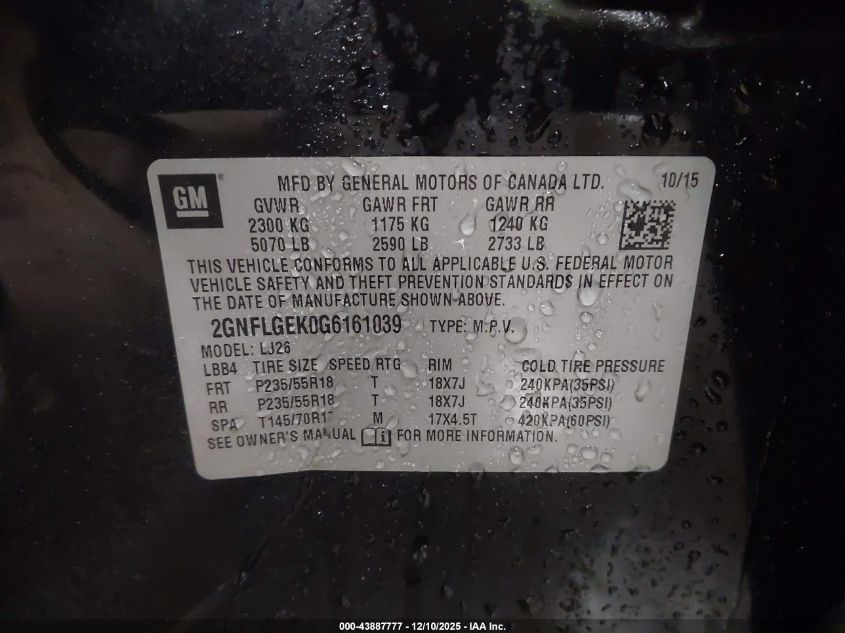 GM
MFD BY GENERAL MOTORS OF CANADA LTD. 10/15
GVWR GAWR FRT GAWR RR
2300 KG 1175 KG 1240 KG
5070 LB 2590 LB 2733 LB
THIS VEHICLE CONFORMS TO ALL APPLICABLE U.S. FEDERAL MOTOR
VEHICLE SAFETY AND THEFT PREVENTION STANDARDS IN EFFECT ON
THE DATE OF MANUFACTURE SHOWN ABOVE.
2GNFLGEK0G6161039 TYPE: M.P.V.
MODEL: LJ26
LBB4 TIRE SIZE SPEED RTG RIM COLD TIRE PRESSURE
FRT P235/55R18 T 18X7J 240KPA(35PSI)
RR P235/55R18 T 18X7J 240KPA(35PSI)
SPA T145/70R17 M 17X4.5T 420KPA(60PSI)
SEE OWNER'S MANUAL i FOR MORE INFORMATION.
000-43887777 - 12/10/2025 - IAA Inc.